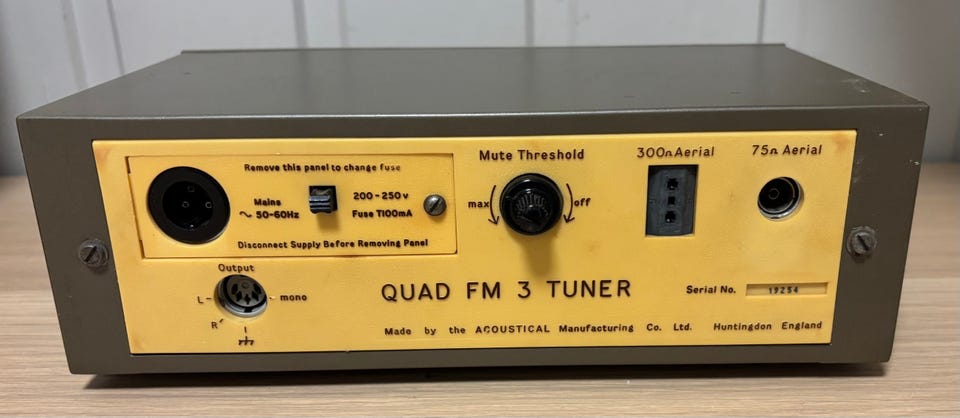 Remove this panel to change fuse
Mains
~ 50-60Hz
200-250v
Fuse T100mA
Disconnect Supply Before Removing Panel
Mute Threshold
max
off
300Ω Aerial
75Ω Aerial
Output
L
mono
R
QUAD FM 3 TUNER
Serial No. 19254
Made by the ACOUSTICAL Manufacturing Co. Ltd. Huntingdon England